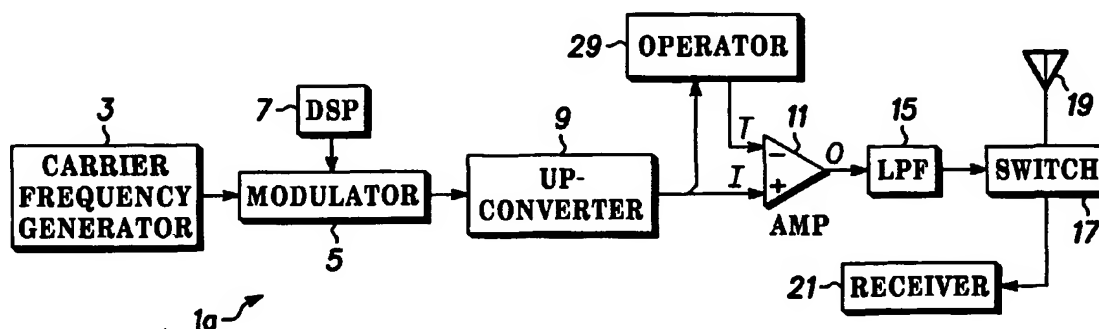 29
OPERATOR
19
3
7
DSP
9
T
11
15
CARRIER
FREQUENCY
GENERATOR
MODULATOR
UP-
CONVERTER
I
−
+
O
LPF
SWITCH
AMP
5
17
21
RECEIVER
1a